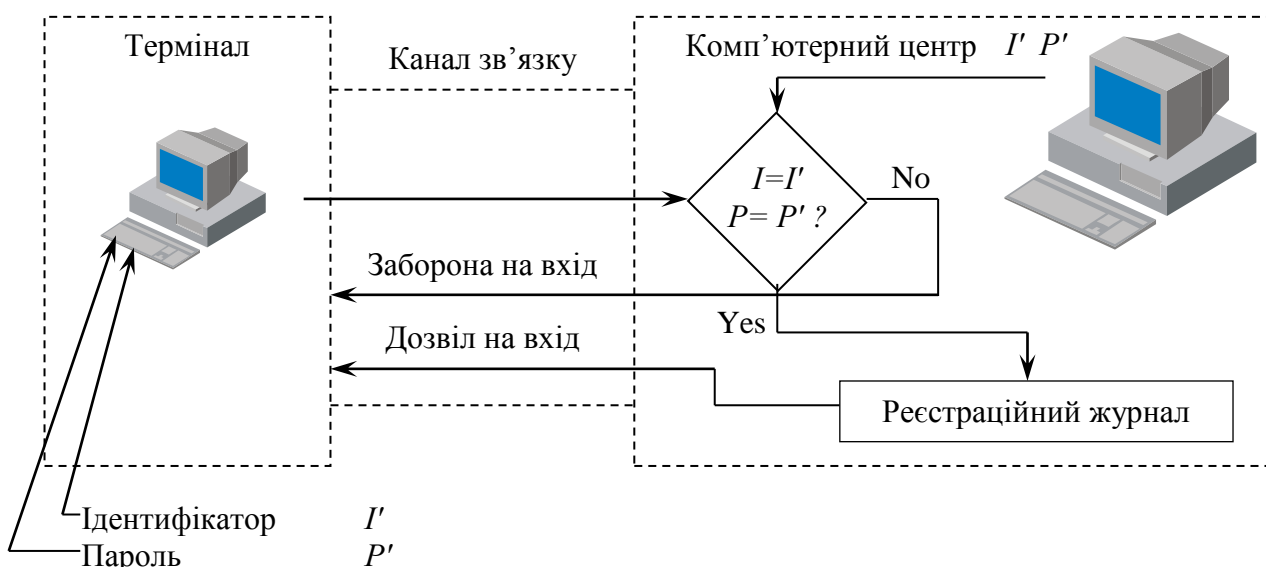 Термінал
Канал зв’язку
Комп’ютерний центр I′ P′
I=I′
P= P′ ?
No
Заборона на вхід
Yes
Дозвіл на вхід
Реєстраційний журнал
Ідентифікатор I′
Пароль P′